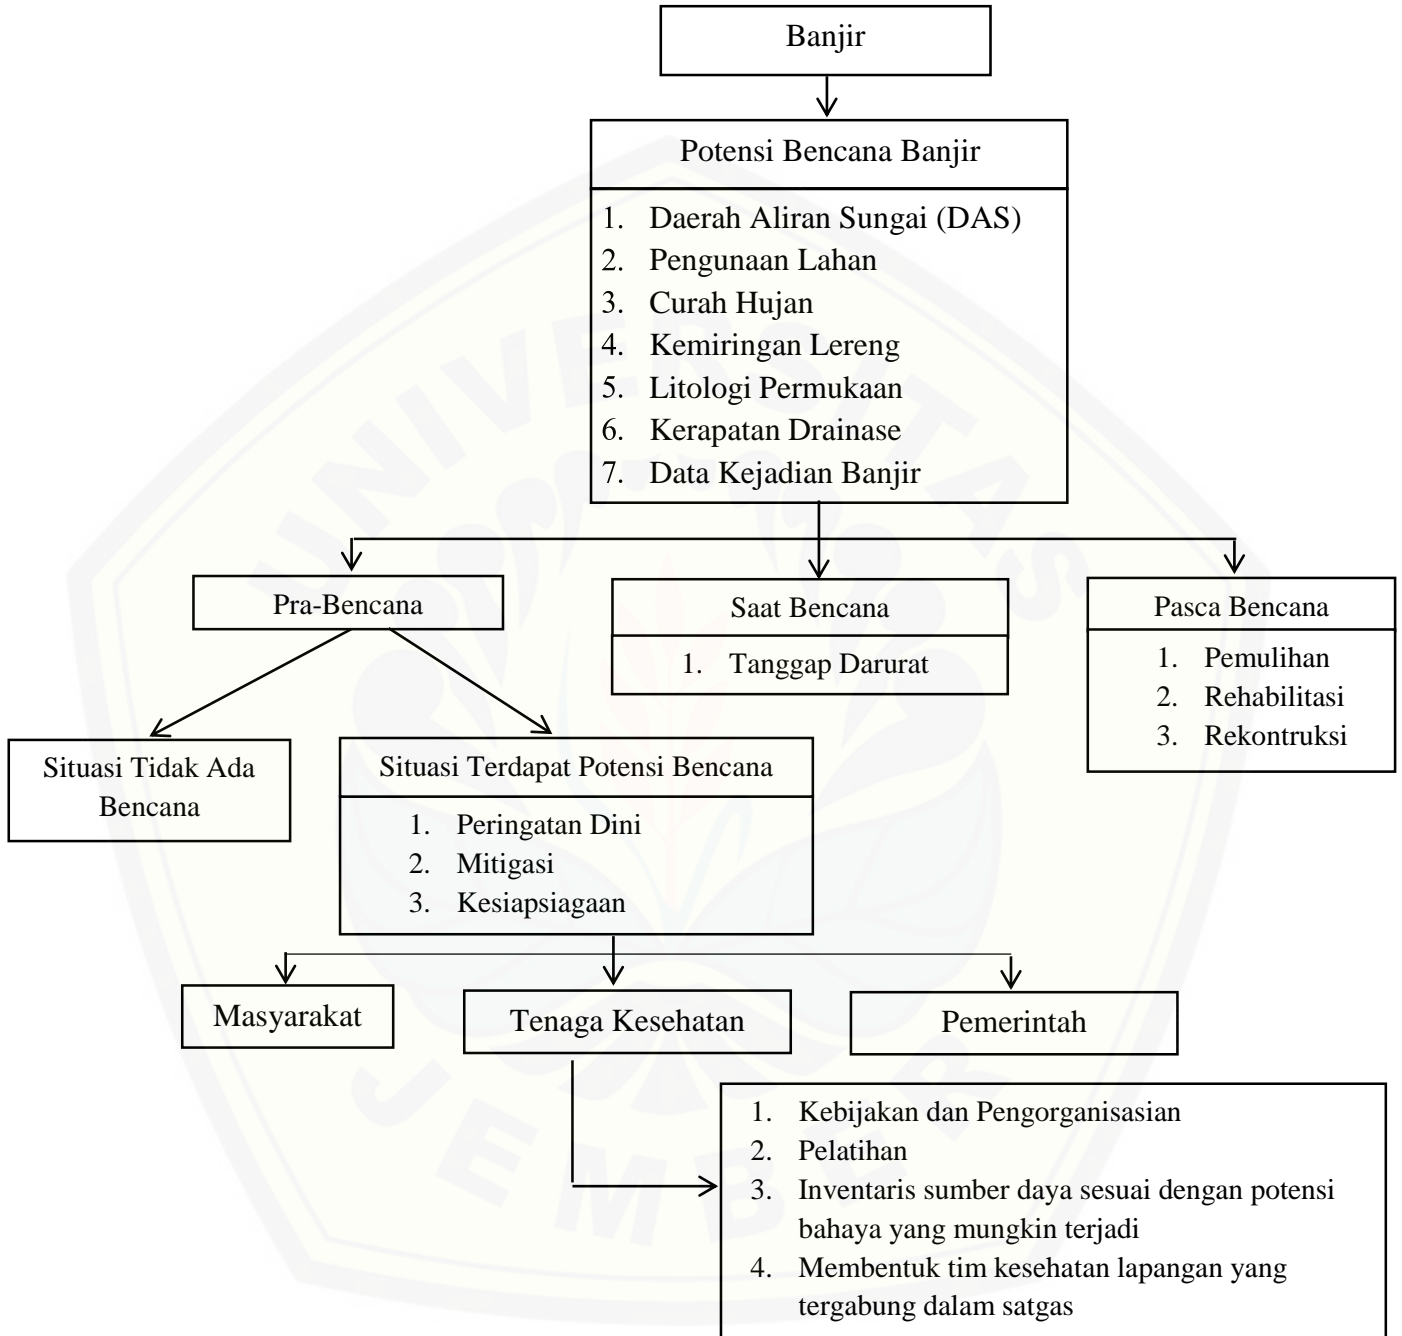 Banjir
Potensi Bencana Banjir
1. Daerah Aliran Sungai (DAS)
2. Pengunaan Lahan
3. Curah Hujan
4. Kemiringan Lereng
5. Litologi Permukaan
6. Kerapatan Drainase
7. Data Kejadian Banjir
Pra-Bencana
Saat Bencana
1. Tanggap Darurat
Pasca Bencana
1. Pemulihan
2. Rehabilitasi
3. Rekontruksi
Situasi Tidak Ada
Bencana
Situasi Terdapat Potensi Bencana
1. Peringatan Dini
2. Mitigasi
3. Kesiapsiagaan
Masyarakat
Tenaga Kesehatan
Pemerintah
1. Kebijakan dan Pengorganisasian
2. Pelatihan
3. Inventaris sumber daya sesuai dengan potensi
bahaya yang mungkin terjadi
4. Membentuk tim kesehatan lapangan yang
tergabung dalam satgas
UNIVERSITAS
JEMBER